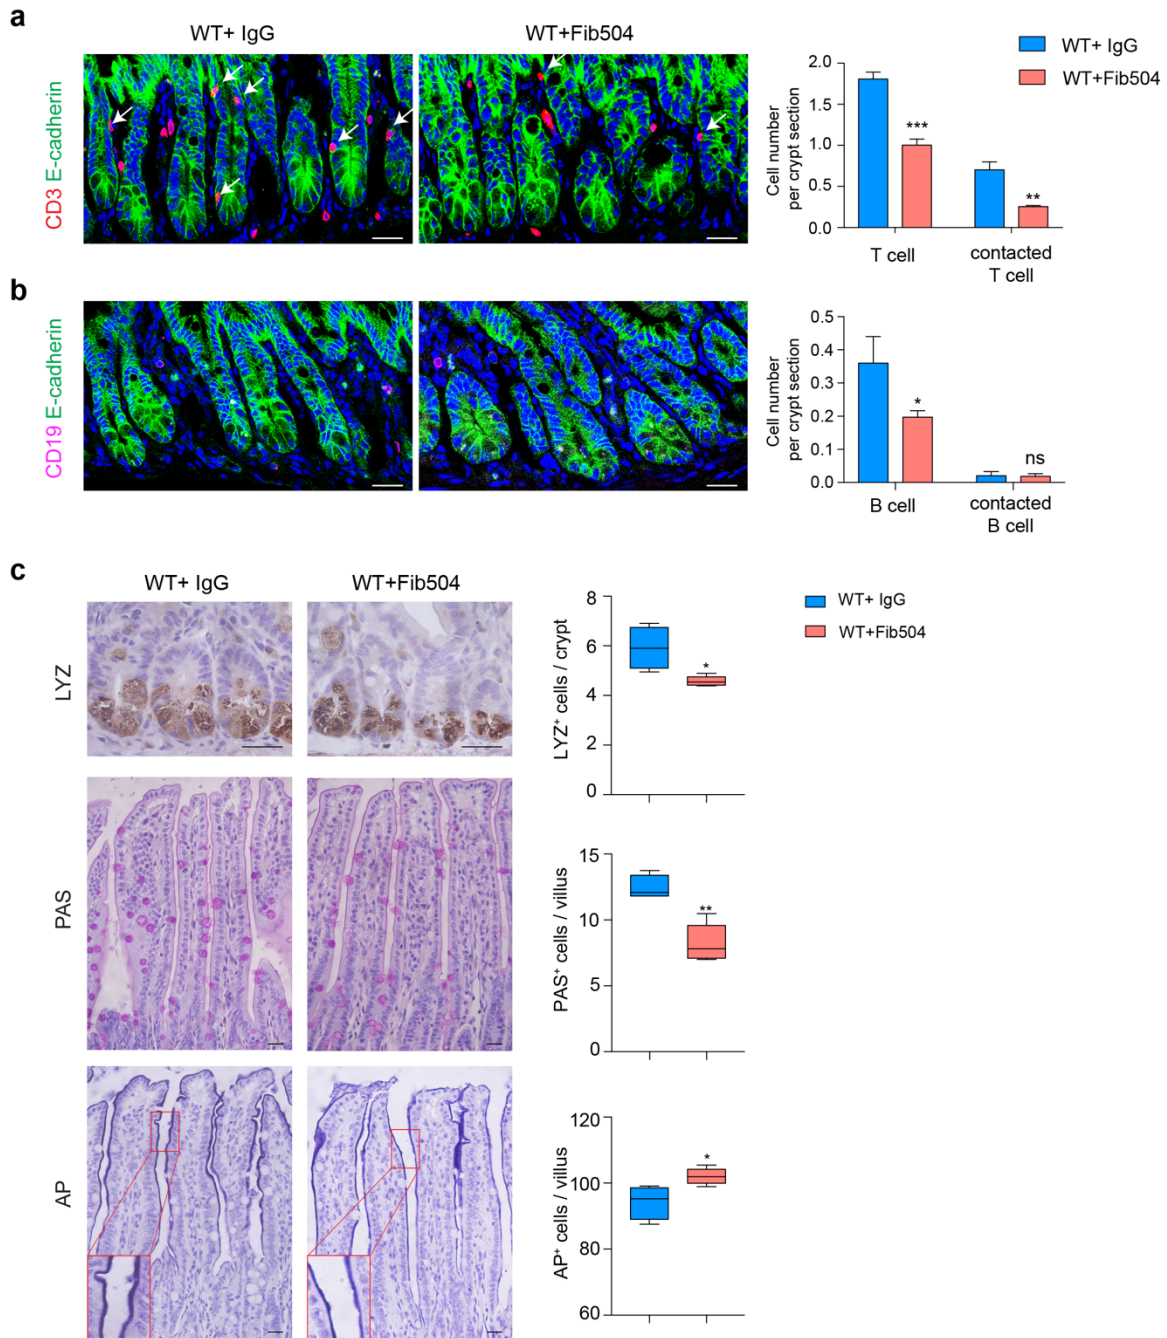 a
WT+ IgG
WT+Fib504
CD3 E-cadherin
WT+ IgG
WT+Fib504
Cell number
per crypt section
2.0
1.5
1.0
0.5
0.0
***
**
T cell
contacted
T cell
b
CD19 E-cadherin
Cell number
per crypt section
0.5
0.4
0.3
0.2
0.1
0.0
*
ns
B cell
contacted
B cell
c
WT+ IgG
WT+Fib504
WT+ IgG
WT+Fib504
LYZ
LYZ⁺ cells / crypt
8
6
4
2
0
*
PAS
PAS⁺ cells / villus
15
10
5
0
**
AP
AP⁺ cells / villus
120
100
80
60
*